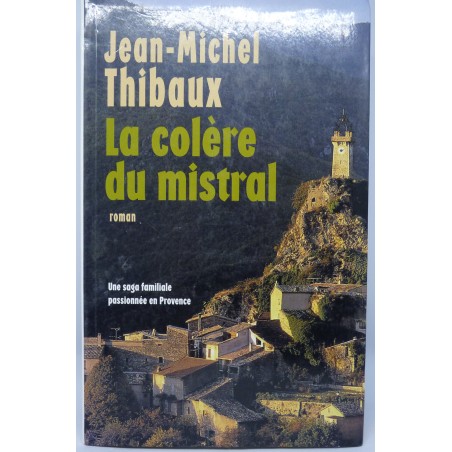 Jean-Michel
Thibaux
La colère
du mistral
roman
Une saga familiale
passionnée en Provence